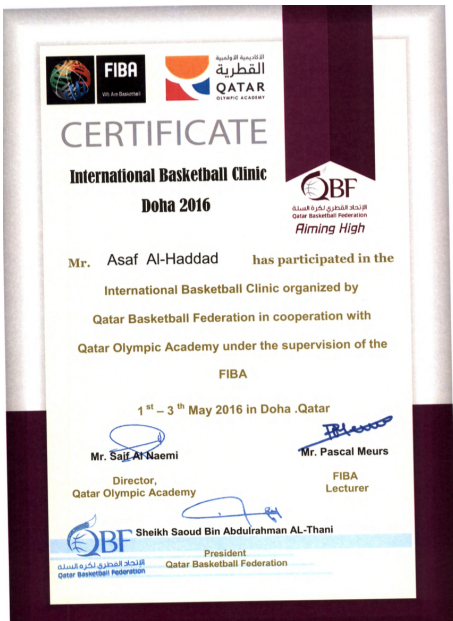 FIBA
We Are Basketball
الأكاديمية الأولمبية
القطرية
QATAR
OLYMPIC ACADEMY
CERTIFICATE
International Basketball Clinic
Doha 2016
QBF
الإتحاد القطري لكرة السلة
Qatar Basketball Federation
Aiming High
Mr. Asaf Al-Haddad has participated in the
International Basketball Clinic organized by
Qatar Basketball Federation in cooperation with
Qatar Olympic Academy under the supervision of the
FIBA
1 st – 3 th May 2016 in Doha .Qatar
Mr. Saif Al Naemi
Mr. Pascal Meurs
Director,
Qatar Olympic Academy
FIBA
Lecturer
Sheikh Saoud Bin Abdulrahman AL-Thani
President
Qatar Basketball Federation
QBF
الإتحاد القطري لكرة السلة
Qatar Basketball Federation